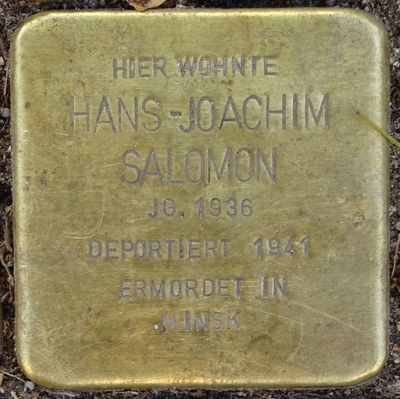 HIER WOHNTE
HANS-JOACHIM
SALOMON
JG. 1936
DEPORTIERT 1941
ERMORDET IN
MINSK